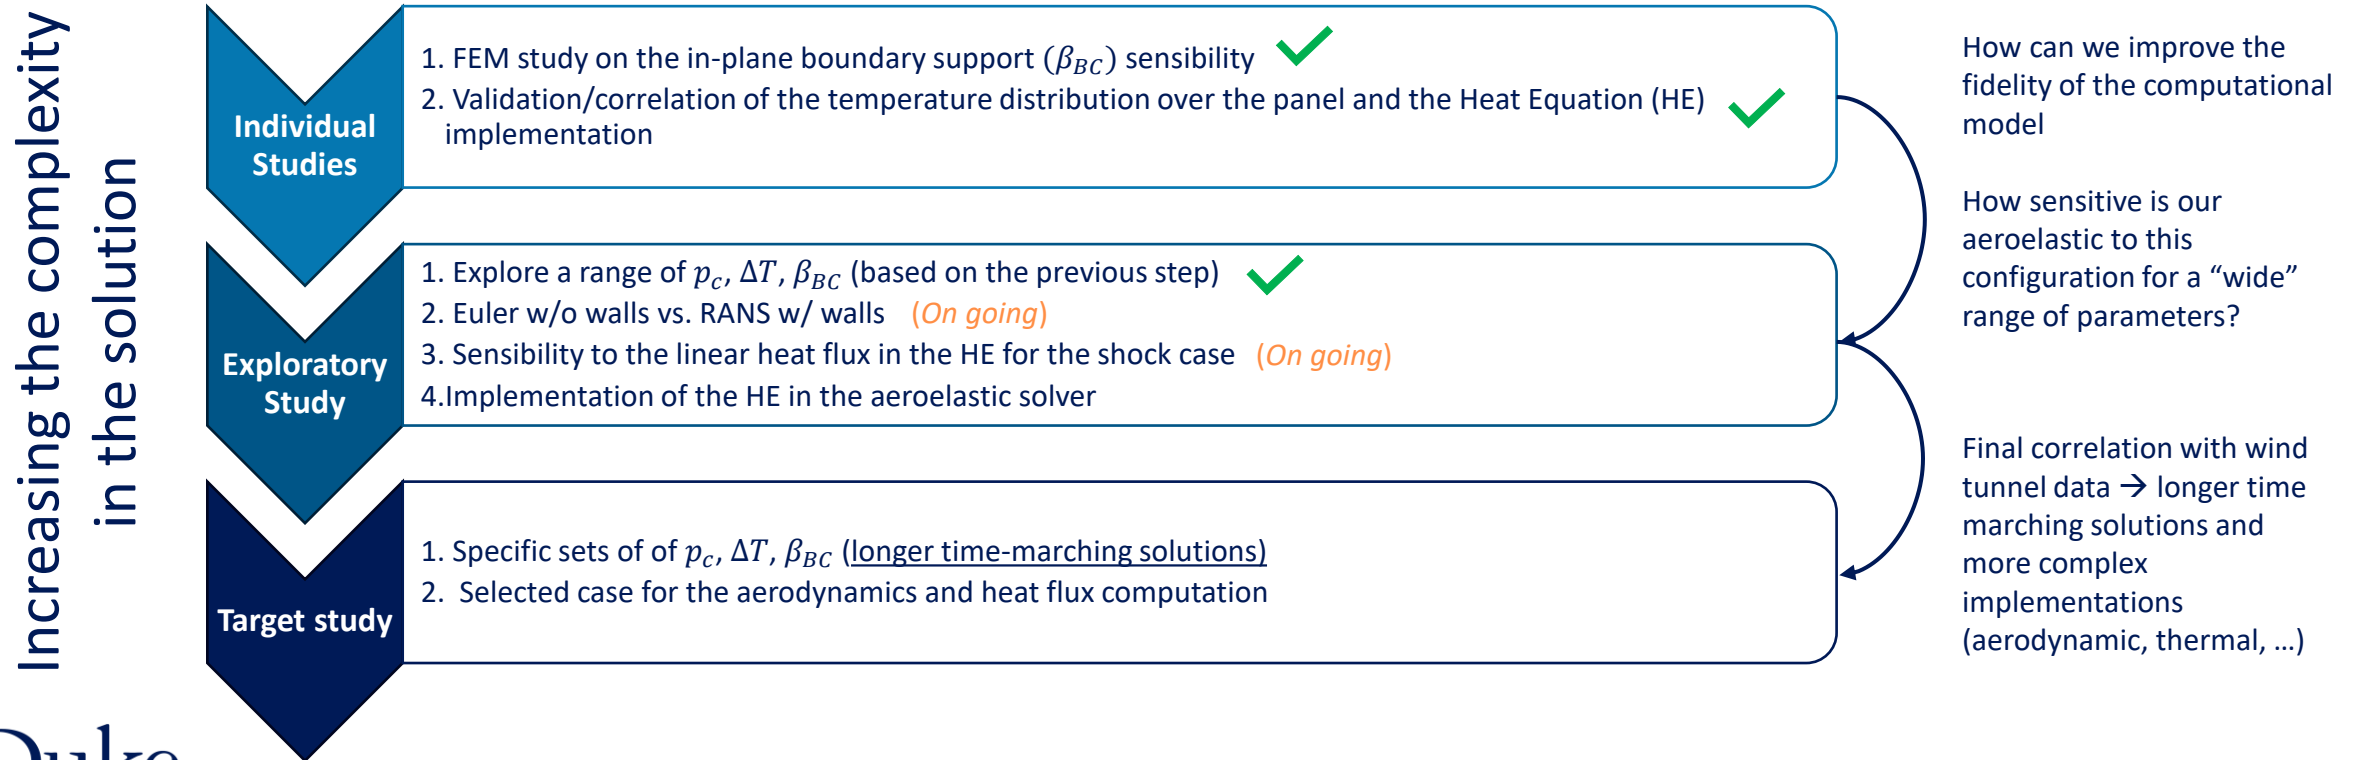 Increasing the complexity
in the solution
Individual
Studies
1. FEM study on the in-plane boundary support (β_BC) sensibility
2. Validation/correlation of the temperature distribution over the panel and the Heat Equation (HE)
implementation
How can we improve the
fidelity of the computational
model
Exploratory
Study
1. Explore a range of p_c, ΔT, β_BC (based on the previous step)
2. Euler w/o walls vs. RANS w/ walls (On going)
3. Sensibility to the linear heat flux in the HE for the shock case (On going)
4.Implementation of the HE in the aeroelastic solver
How sensitive is our
aeroelastic to this
configuration for a “wide”
range of parameters?
Target study
1. Specific sets of of p_c, ΔT, β_BC (longer time-marching solutions)
2. Selected case for the aerodynamics and heat flux computation
Final correlation with wind
tunnel data → longer time
marching solutions and
more complex
implementations
(aerodynamic, thermal, …)
Duke